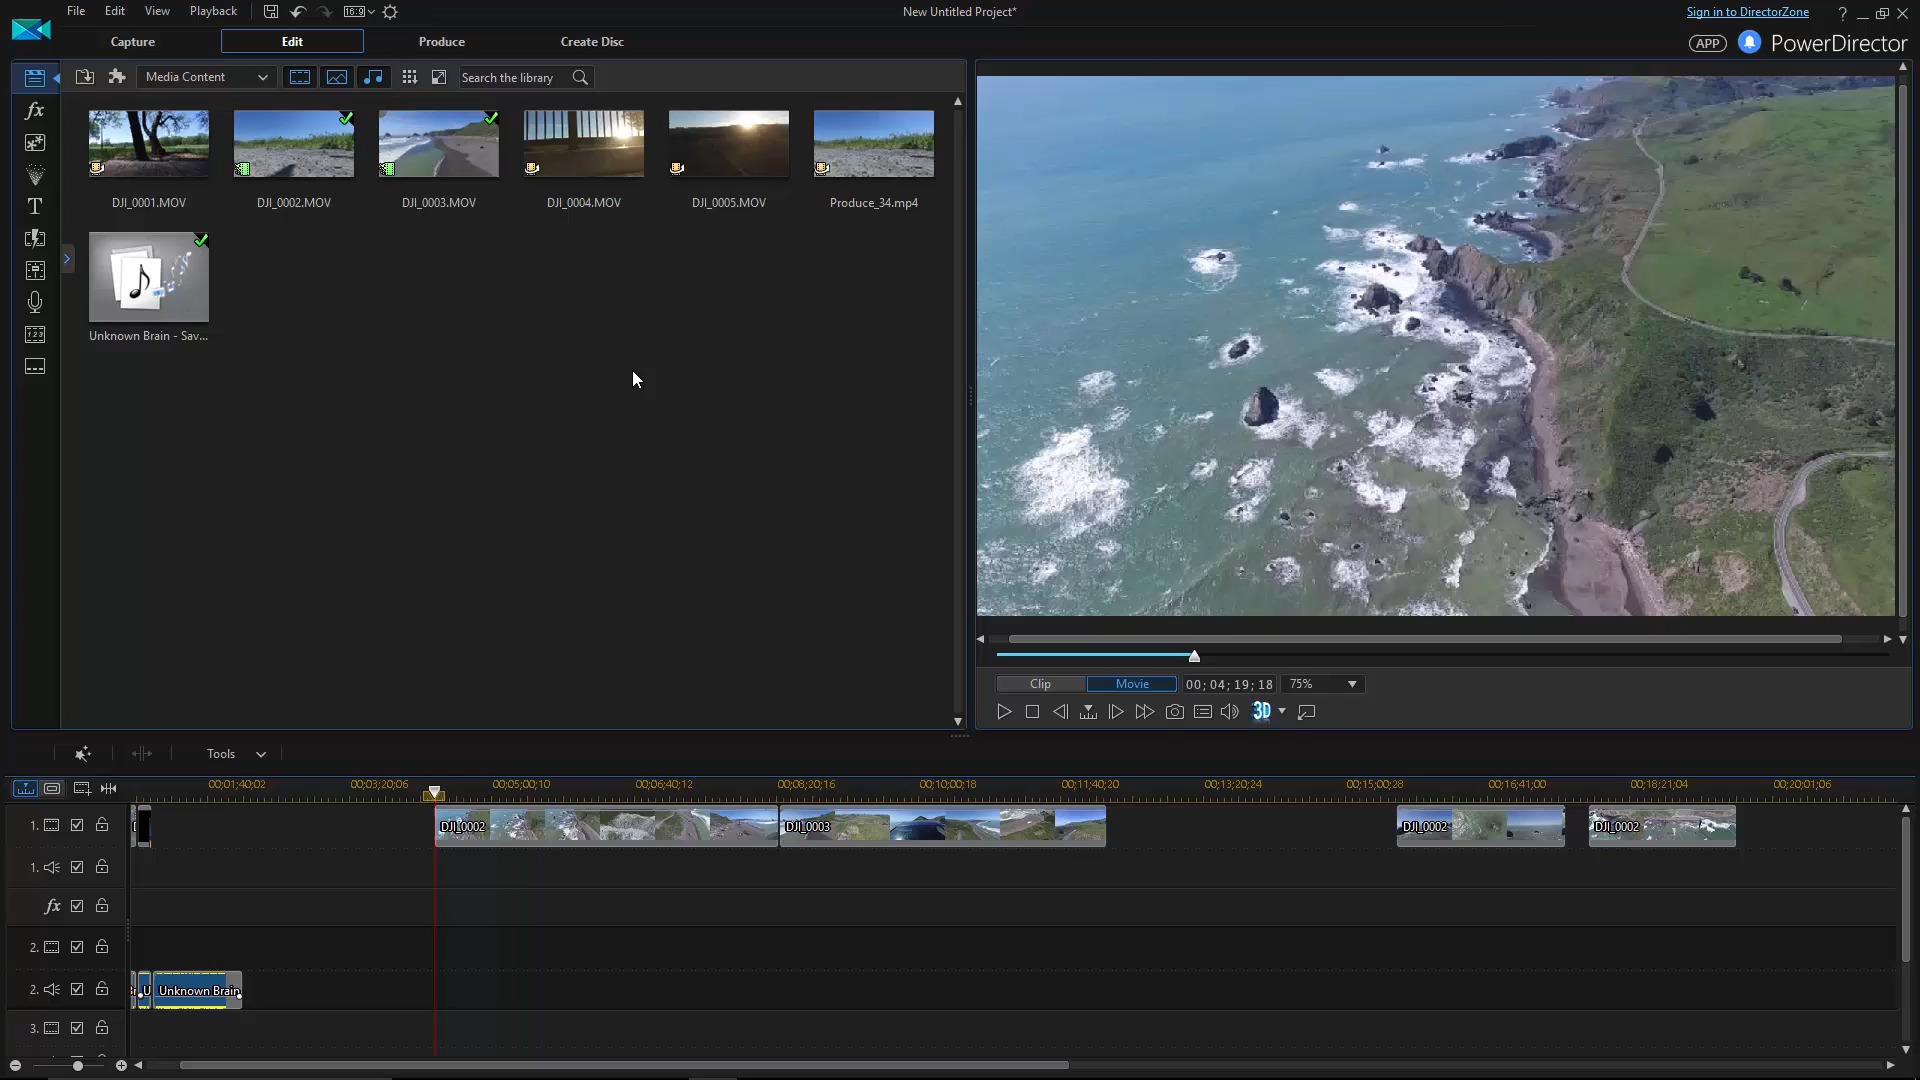 File Edit View Playback 16:9 New Untitled Project* Sign in to DirectorZone ?
Capture Edit Produce Create Disc APP PowerDirector
Media Content Search the library
DJI_0001.MOV DJI_0002.MOV DJI_0003.MOV DJI_0004.MOV DJI_0005.MOV Produce_34.mp4
Unknown Brain - Sav...
fx
T
123
Clip Movie 00; 04; 19; 18 75%
3D
Tools
00;01;40;02 00;03;20;06 00;05;00;10 00;06;40;12 00;08;20;16 00;10;00;18 00;11;40;20 00;13;20;24 00;15;00;28 00;16;41;00 00;18;21;04 00;20;01;06
1. DJI_0002 DJI_0003 DJI_0002 DJI_0002
1.
fx
2.
2. U Unknown Brain
3.